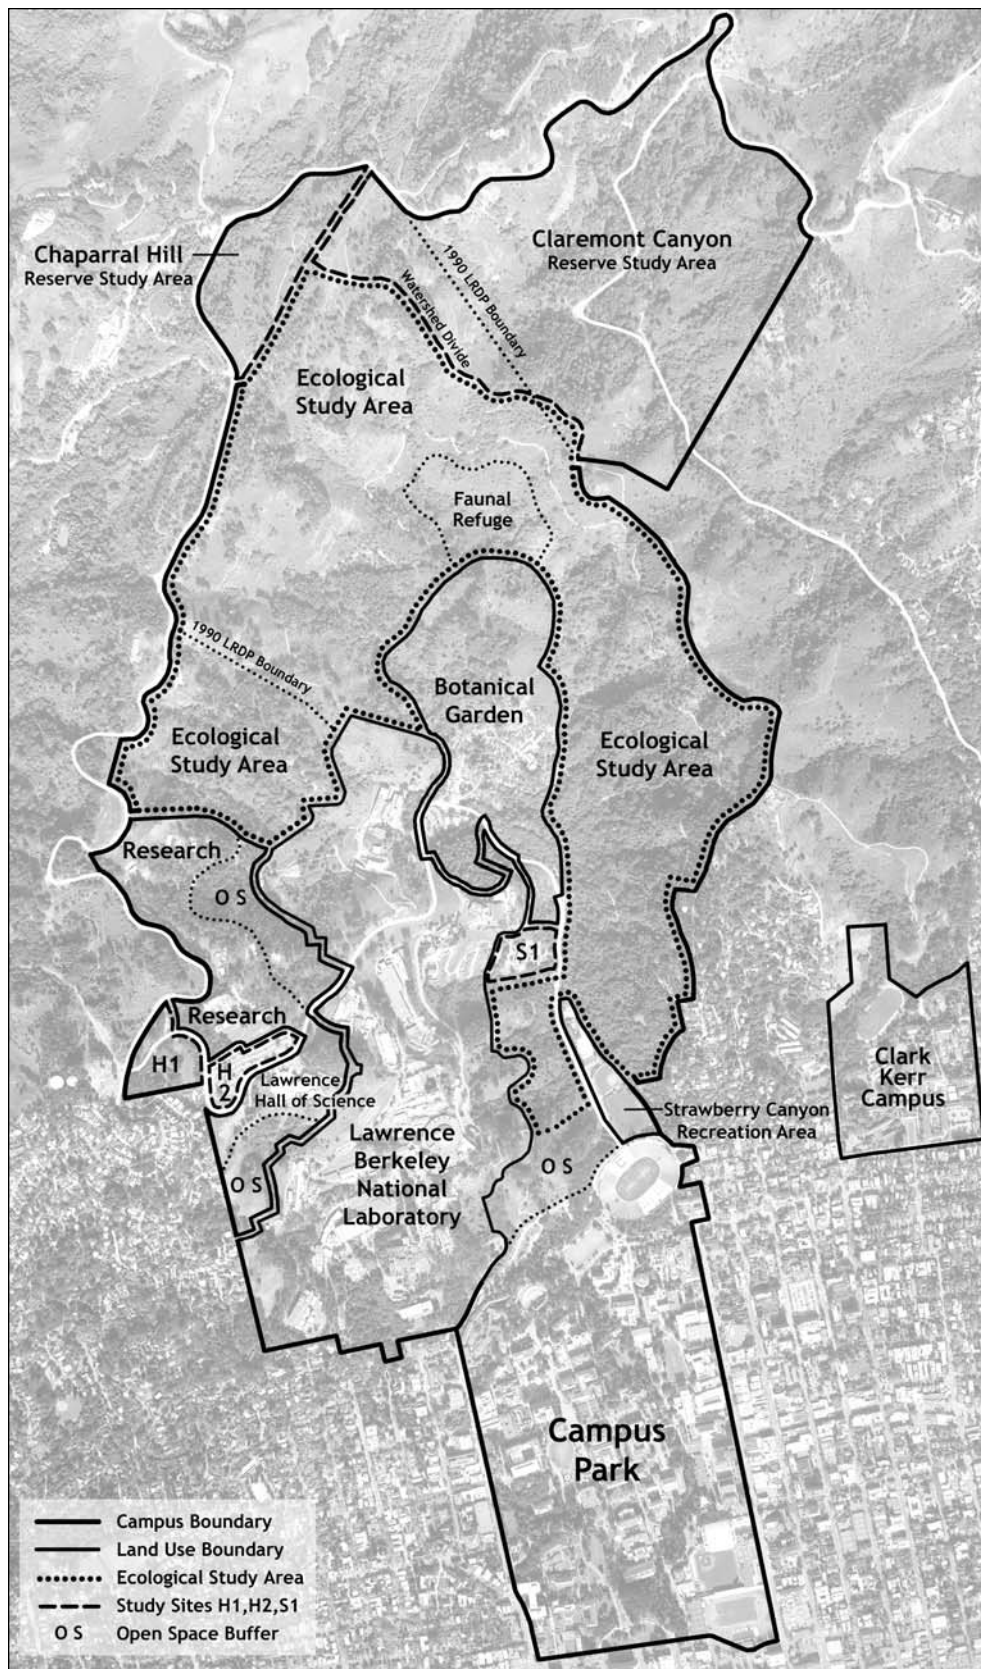 Chaparral Hill
Reserve Study Area
Claremont Canyon
Reserve Study Area
1990 LRDP Boundary
Watershed Divide
Ecological
Study Area
Faunal
Refuge
1990 LRDP Boundary
Botanical
Garden
Ecological
Study Area
Ecological
Study Area
Research
O S
S1
Research
H1
H
2
Lawrence
Hall of Science
Clark
Kerr
Campus
Strawberry Canyon
Recreation Area
Lawrence
Berkeley
National
Laboratory
O S
O S
Campus
Park
Campus Boundary
Land Use Boundary
Ecological Study Area
Study Sites H1,H2,S1
O S Open Space Buffer